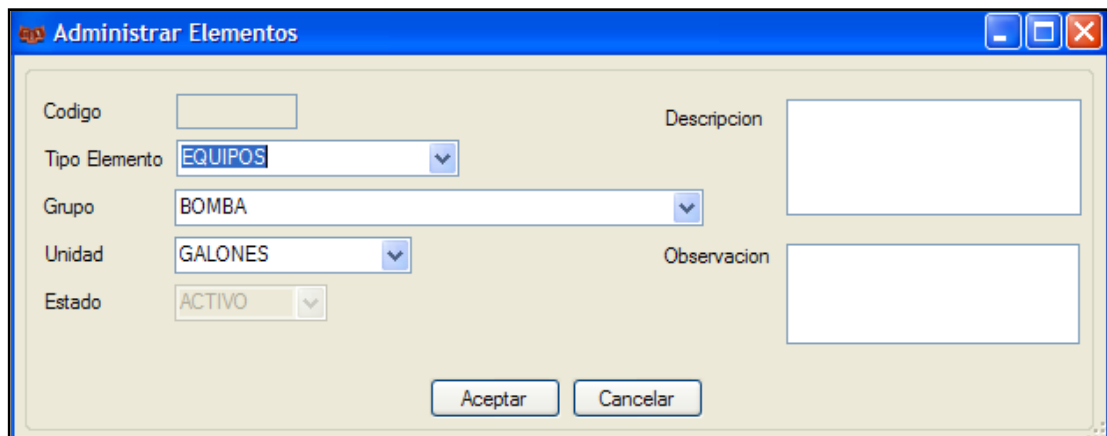 Administrar Elementos
Codigo
Descripcion
Tipo Elemento EQUIPOS
Grupo BOMBA
Unidad GALONES
Observacion
Estado ACTIVO
Aceptar Cancelar